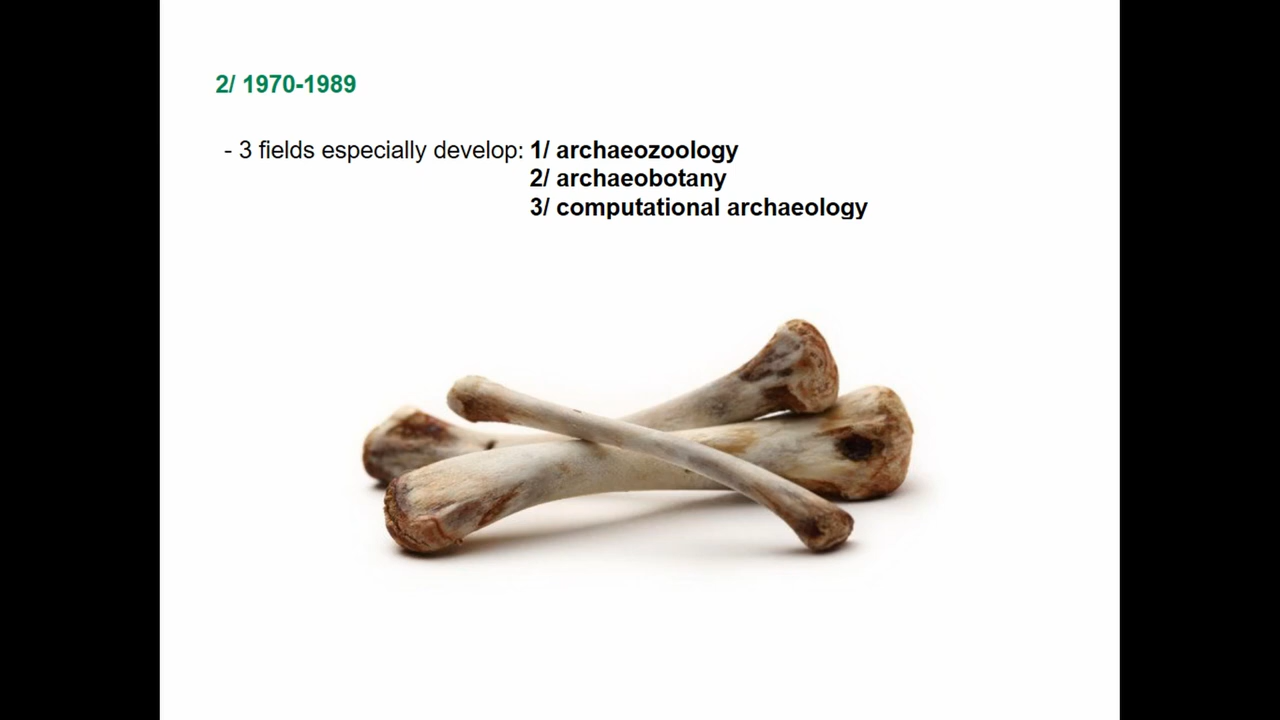 2/ 1970-1989
- 3 fields especially develop: 1/ archaeozoology
2/ archaeobotany
3/ computational archaeology